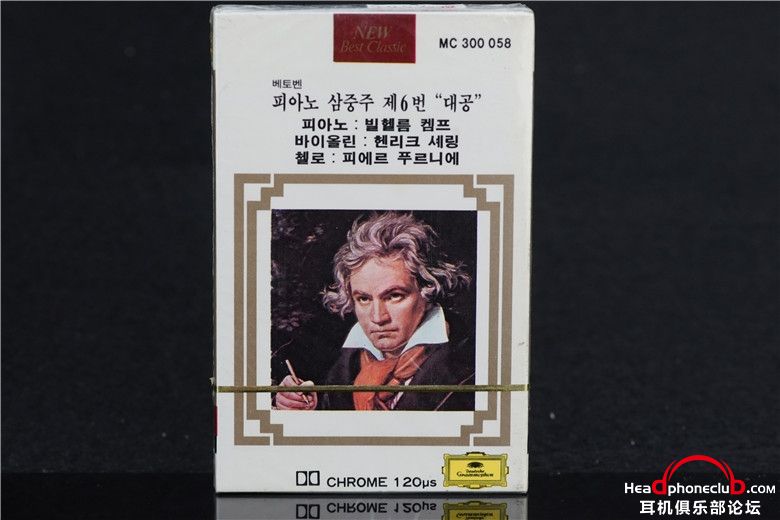 NEW
Best Classic
MC 300 058
베토벤
피아노 삼중주 제6번 “대공”
피아노 : 빌헬름 켐프
바이올린 : 헨리크 셰링
첼로 : 피에르 푸르니에
CHROME 120µs
Deutsche
Grammophon
Headphoneclub.com
耳机俱乐部论坛